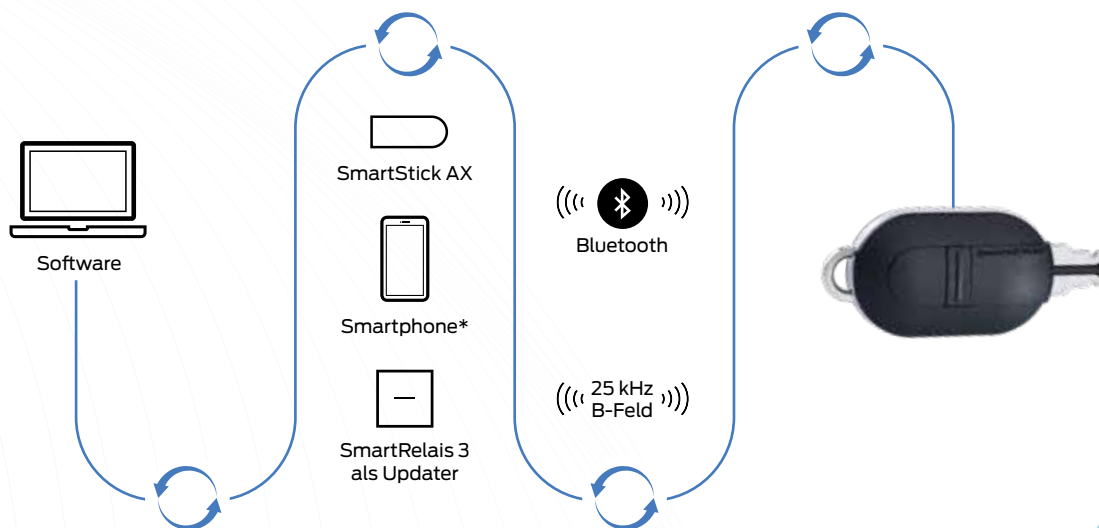 Software
SmartStick AX
Smartphone*
SmartRelais 3
als Updater
Bluetooth
25 kHz
B-Feld